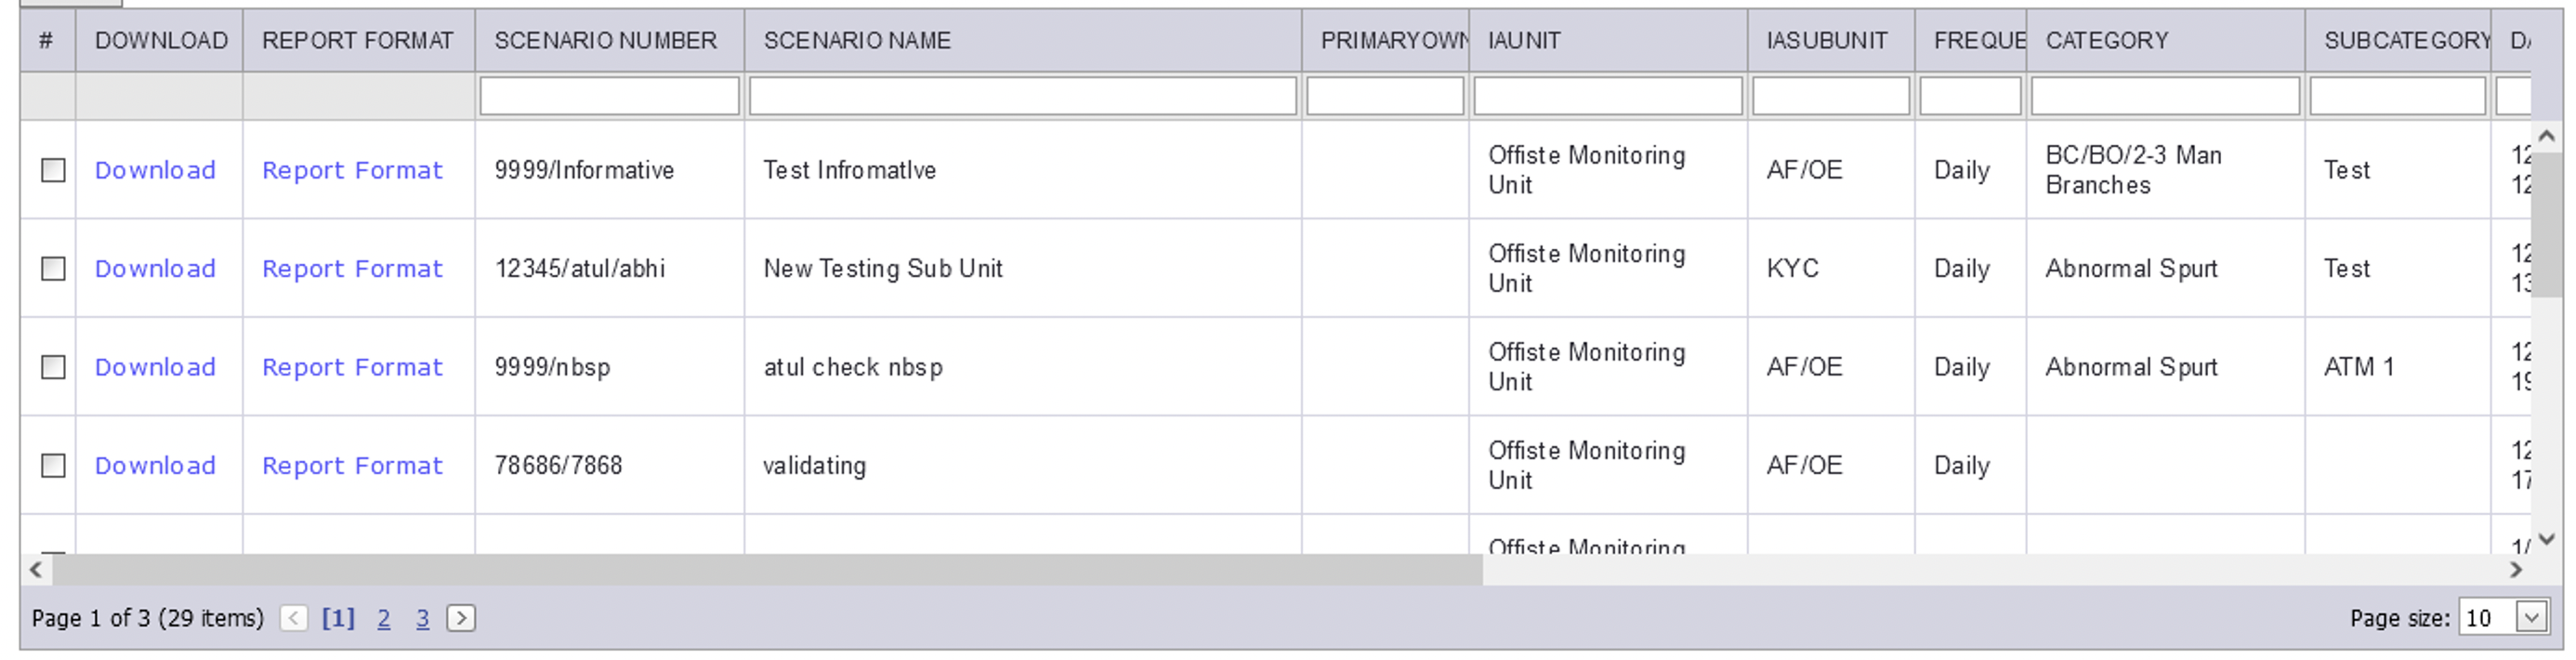 # DOWNLOAD REPORT FORMAT SCENARIO NUMBER SCENARIO NAME PRIMARYOWN IAUNIT IASUBUNIT FREQUE CATEGORY SUBCATEGORY D/
Download Report Format 9999/Informative Test InfromatIve Offiste Monitoring Unit AF/OE Daily BC/BO/2-3 Man Branches Test 12 12
Download Report Format 12345/atul/abhi New Testing Sub Unit Offiste Monitoring Unit KYC Daily Abnormal Spurt Test 12 13
Download Report Format 9999/nbsp atul check nbsp Offiste Monitoring Unit AF/OE Daily Abnormal Spurt ATM 1 12 19
Download Report Format 78686/7868 validating Offiste Monitoring Unit AF/OE Daily 12 17
Offiste Monitoring 1/
Page 1 of 3 (29 items) < [1] 2 3 > Page size: 10